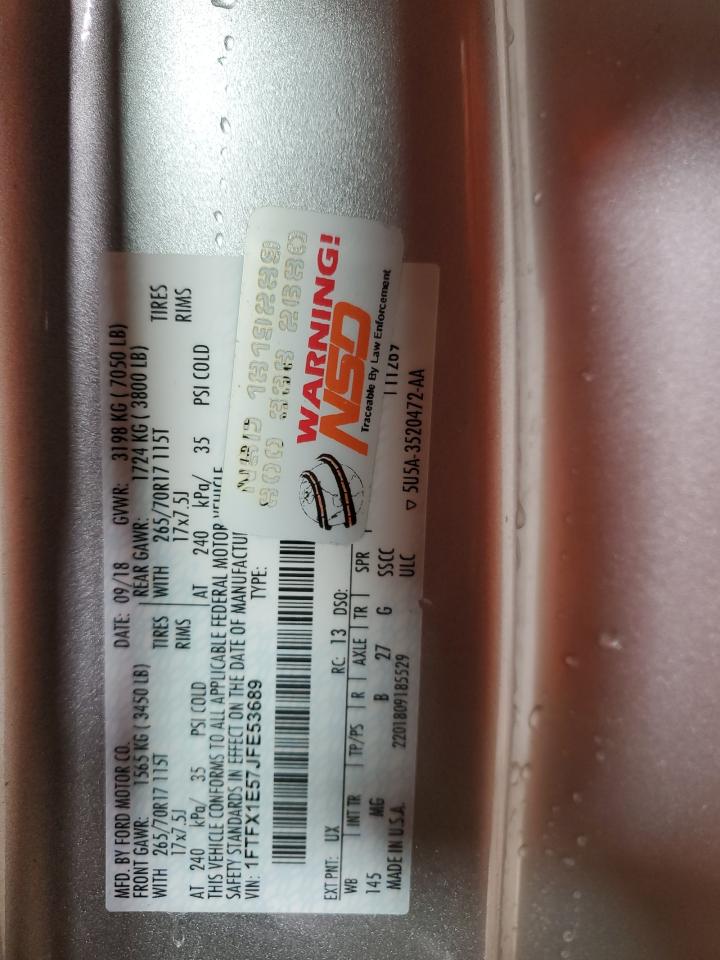 MFD. BY FORD MOTOR CO.
DATE: 09/18 GVWR: 3198 KG ( 7050 LB)
FRONT GAWR: 1565 KG ( 3450 LB)
REAR GAWR: 1724 KG ( 3800 LB)
WITH 265/70R17 115T TIRES
WITH 265/70R17 115T TIRES
17x7.5J RIMS
17x7.5J RIMS
AT 240 kPa/ 35 PSI COLD
AT 240 kPa/ 35 PSI COLD
THIS VEHICLE CONFORMS TO ALL APPLICABLE FEDERAL MOTOR VEHICLE
SAFETY STANDARDS IN EFFECT ON THE DATE OF MANUFACTU
VIN: 1FTFX1E57JFE53689
TYPE:
EXT PNT: UX RC: 13 DSO:
WB INT TR TP/PS R AXLE TR SPR
145 MG B 27 G SSCC
MADE IN U.S.A. 2201809185529 ULC
▽ 5U5A-3520472-AA
WARNING!
NSD
Traceable By Law Enforcement